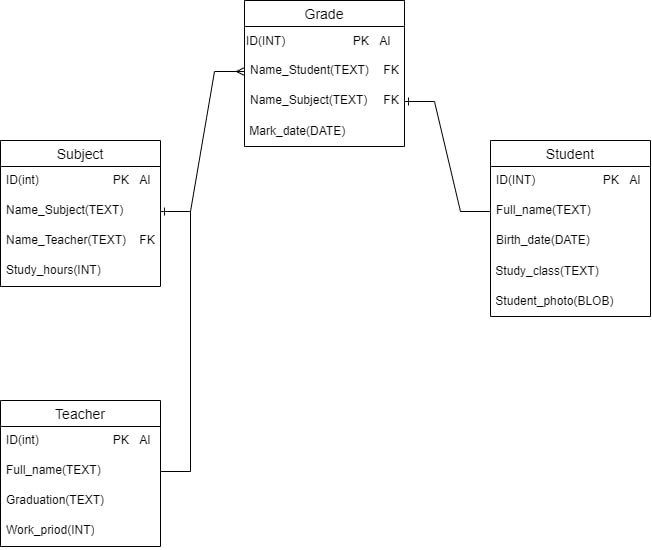 Grade
ID(INT) PK AI
Name_Student(TEXT) FK
Name_Subject(TEXT) FK
Mark_date(DATE)
Subject
ID(int) PK AI
Name_Subject(TEXT)
Name_Teacher(TEXT) FK
Study_hours(INT)
Student
ID(INT) PK AI
Full_name(TEXT)
Birth_date(DATE)
Study_class(TEXT)
Student_photo(BLOB)
Teacher
ID(int) PK AI
Full_name(TEXT)
Graduation(TEXT)
Work_priod(INT)